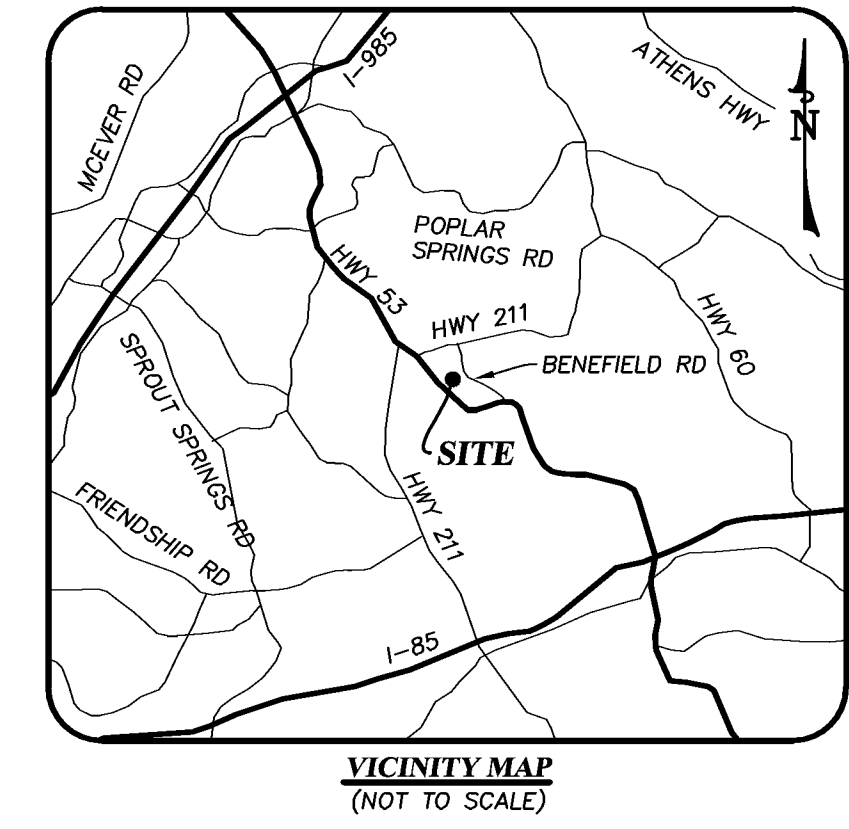 I-985
MCEVER RD
ATHENS HWY
N
POPLAR
SPRINGS RD
HWY 53
HWY 211
HWY 60
BENEFIELD RD
SPROUT SPRINGS RD
SITE
HWY 211
FRIENDSHIP RD
I-85
VICINITY MAP
(NOT TO SCALE)